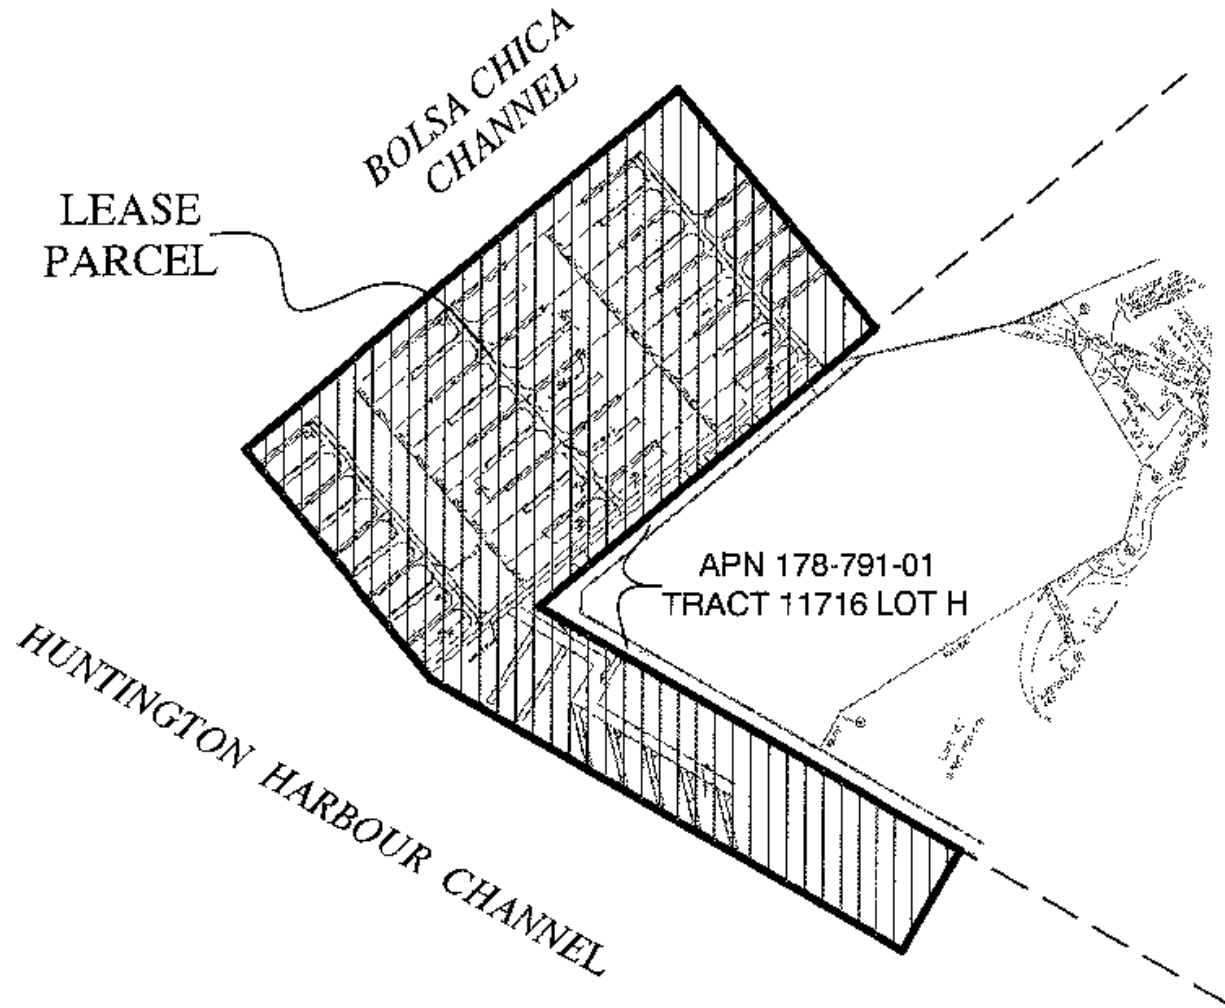 BOLSA CHICA
CHANNEL
LEASE
PARCEL
APN 178-791-01
TRACT 11716 LOT H
HUNTINGTON HARBOUR CHANNEL